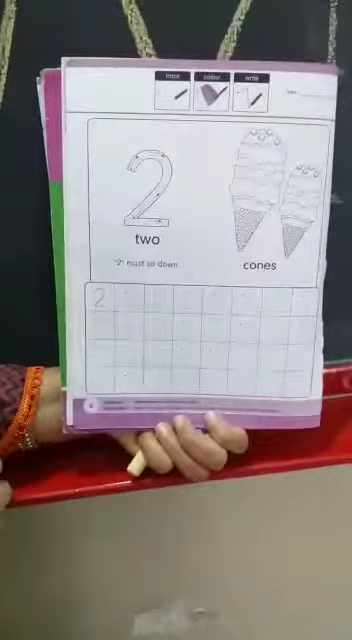 trace colour write
2
two
"2" must sit down
cones
2